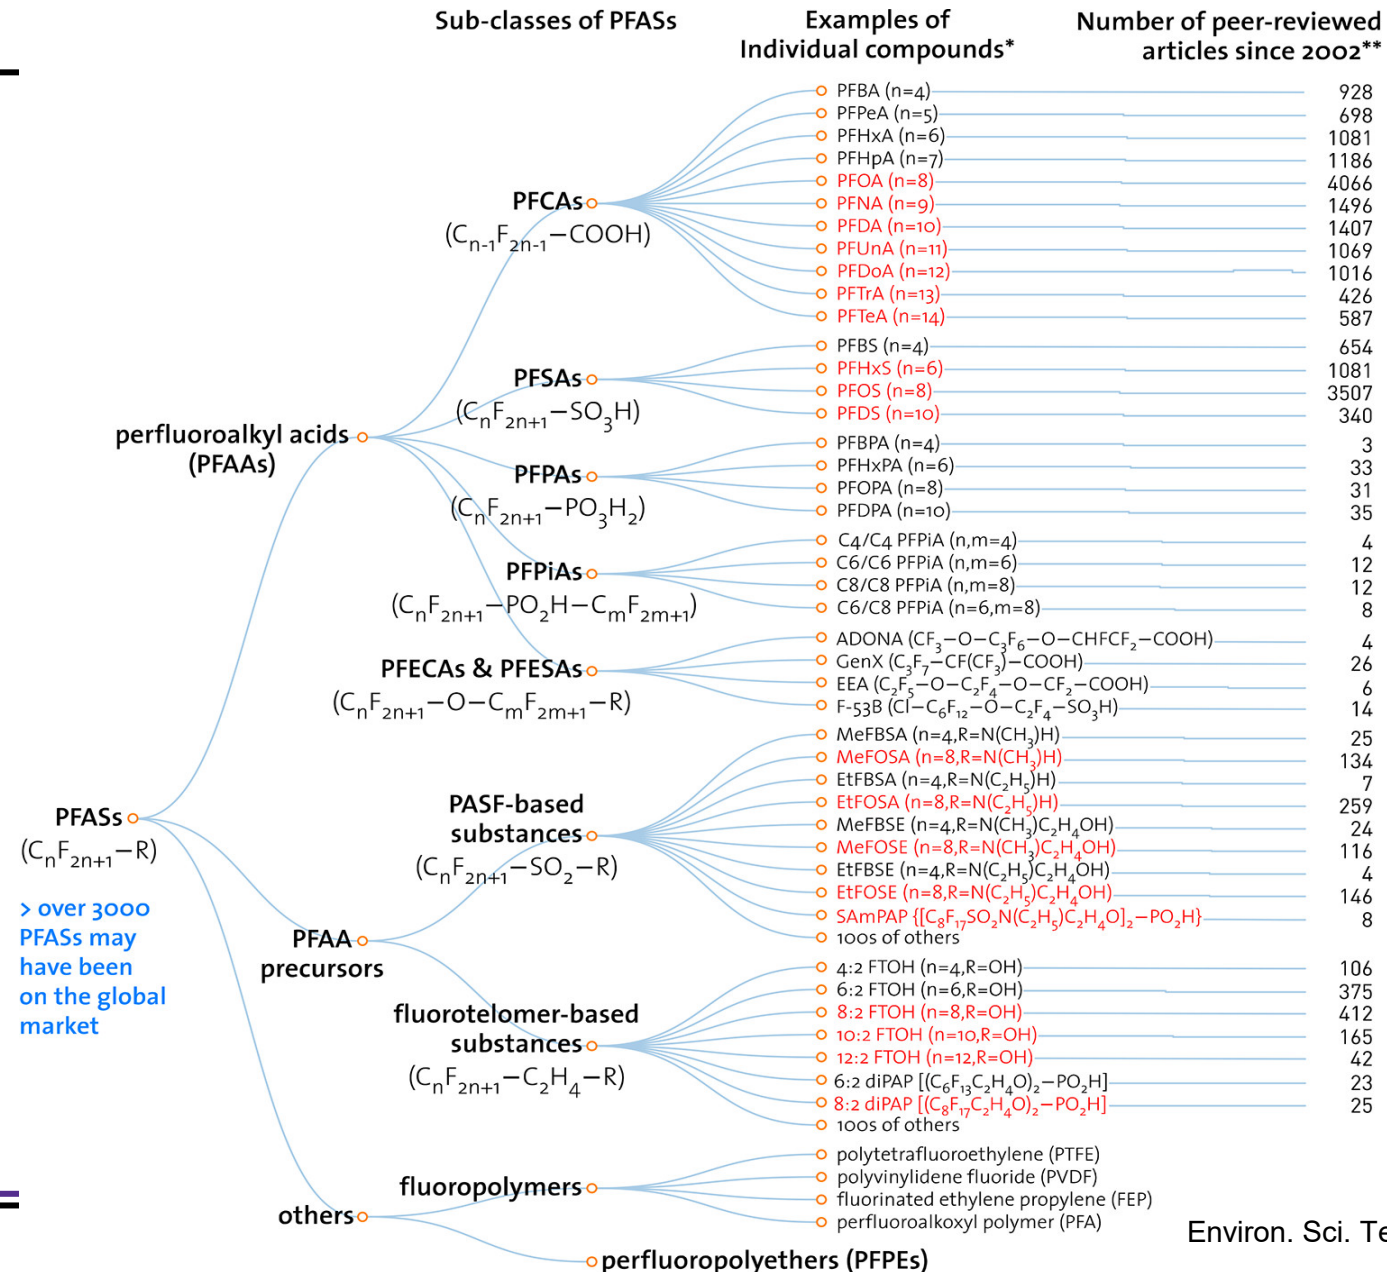 Sub-classes of PFASs
Examples of
Individual compounds*
Number of peer-reviewed
articles since 2002**
PFBA (n=4) 928
PFPeA (n=5) 698
PFHxA (n=6) 1081
PFHpA (n=7) 1186
PFOA (n=8) 4066
PFNA (n=9) 1496
PFDA (n=10) 1407
PFUnA (n=11) 1069
PFDoA (n=12) 1016
PFTrA (n=13) 426
PFTeA (n=14) 587
PFCAs
(Cn-1F2n-1–COOH)
PFBS (n=4) 654
PFHxS (n=6) 1081
PFOS (n=8) 3507
PFDS (n=10) 340
PFSAs
(CnF2n+1–SO3H)
perfluoroalkyl acids
(PFAAs)
PFBPA (n=4) 3
PFHxPA (n=6) 33
PFOPA (n=8) 31
PFDPA (n=10) 35
PFPAs
(CnF2n+1–PO3H2)
C4/C4 PFPiA (n,m=4) 4
C6/C6 PFPiA (n,m=6) 12
C8/C8 PFPiA (n,m=8) 12
C6/C8 PFPiA (n=6,m=8) 8
PFPiAs
(CnF2n+1–PO2H–CmF2m+1)
ADONA (CF3–O–C3F6–O–CHFCF2–COOH) 4
GenX (C3F7–CF(CF3)–COOH) 26
EEA (C2F5–O–C2F4–O–CF2–COOH) 6
F-53B (Cl–C6F12–O–C2F4–SO3H) 14
PFECAs & PFESAs
(CnF2n+1–O–CmF2m+1–R)
MeFBSA (n=4,R=N(CH3)H) 25
MeFOSA (n=8,R=N(CH3)H) 134
EtFBSA (n=4,R=N(C2H5)H) 7
EtFOSA (n=8,R=N(C2H5)H) 259
MeFBSE (n=4,R=N(CH3)C2H4OH) 24
MeFOSE (n=8,R=N(CH3)C2H4OH) 116
EtFBSE (n=4,R=N(C2H5)C2H4OH) 4
EtFOSE (n=8,R=N(C2H5)C2H4OH) 146
SAmPAP {[C8F17SO2N(C2H5)C2H4O]2–PO2H} 8
100s of others
PASF-based
substances
(CnF2n+1–SO2–R)
PFASs
(CnF2n+1–R)
> over 3000
PFASs may
have been
on the global
market
PFAA
precursors
4:2 FTOH (n=4,R=OH) 106
6:2 FTOH (n=6,R=OH) 375
8:2 FTOH (n=8,R=OH) 412
10:2 FTOH (n=10,R=OH) 165
12:2 FTOH (n=12,R=OH) 42
6:2 diPAP [(C6F13C2H4O)2–PO2H] 23
8:2 diPAP [(C8F17C2H4O)2–PO2H] 25
100s of others
fluorotelomer-based
substances
(CnF2n+1–C2H4–R)
polytetrafluoroethylene (PTFE)
polyvinylidene fluoride (PVDF)
fluorinated ethylene propylene (FEP)
perfluoroalkoxyl polymer (PFA)
fluoropolymers
others
perfluoropolyethers (PFPEs)
Environ. Sci. Te